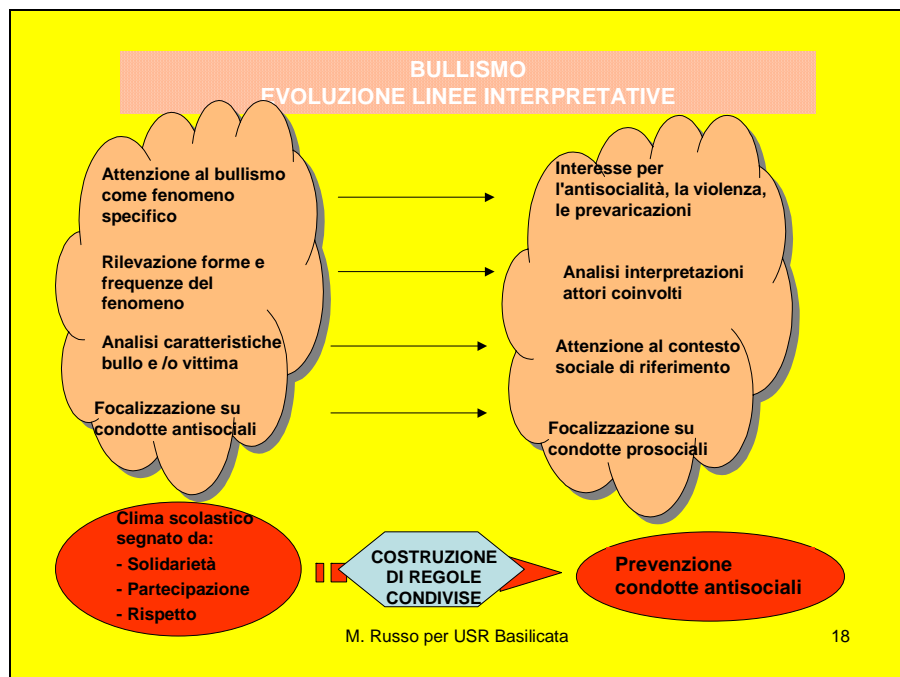 BULLISMO
EVOLUZIONE LINEE INTERPRETATIVE
Attenzione al bullismo
come fenomeno
specifico
Rilevazione forme e
frequenze del
fenomeno
Analisi caratteristiche
bullo e /o vittima
Focalizzazione su
condotte antisociali
Interesse per
l'antisocialità, la violenza,
le prevaricazioni
Analisi interpretazioni
attori coinvolti
Attenzione al contesto
sociale di riferimento
Focalizzazione su
condotte prosociali
Clima scolastico
segnato da:
- Solidarietà
- Partecipazione
- Rispetto
COSTRUZIONE
DI REGOLE
CONDIVISE
Prevenzione
condotte antisociali
M. Russo per USR Basilicata
18